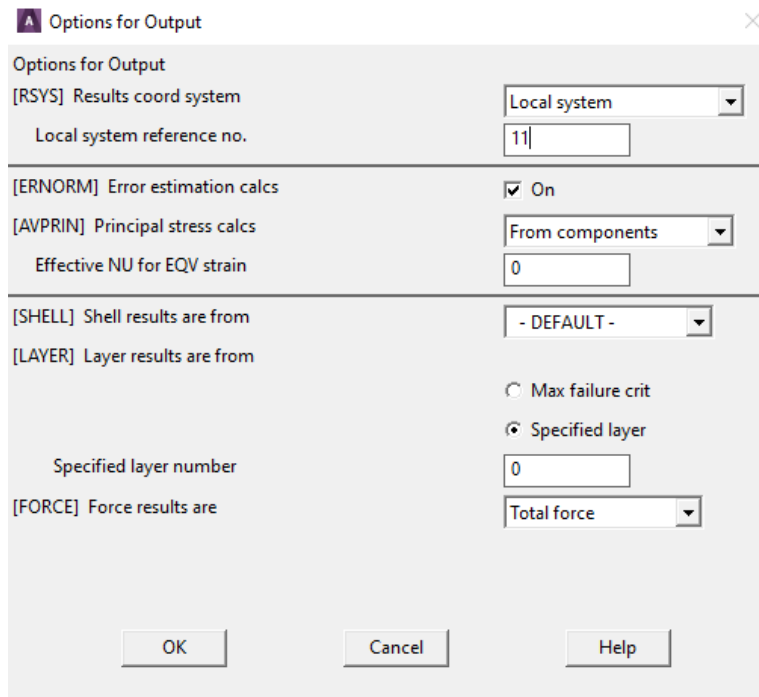 A Options for Output
Options for Output
[RSYS] Results coord system Local system
Local system reference no. 11
[ERNORM] Error estimation calcs On
[AVPRIN] Principal stress calcs From components
Effective NU for EQV strain 0
[SHELL] Shell results are from - DEFAULT -
[LAYER] Layer results are from
Max failure crit
Specified layer
Specified layer number 0
[FORCE] Force results are Total force
OK Cancel Help